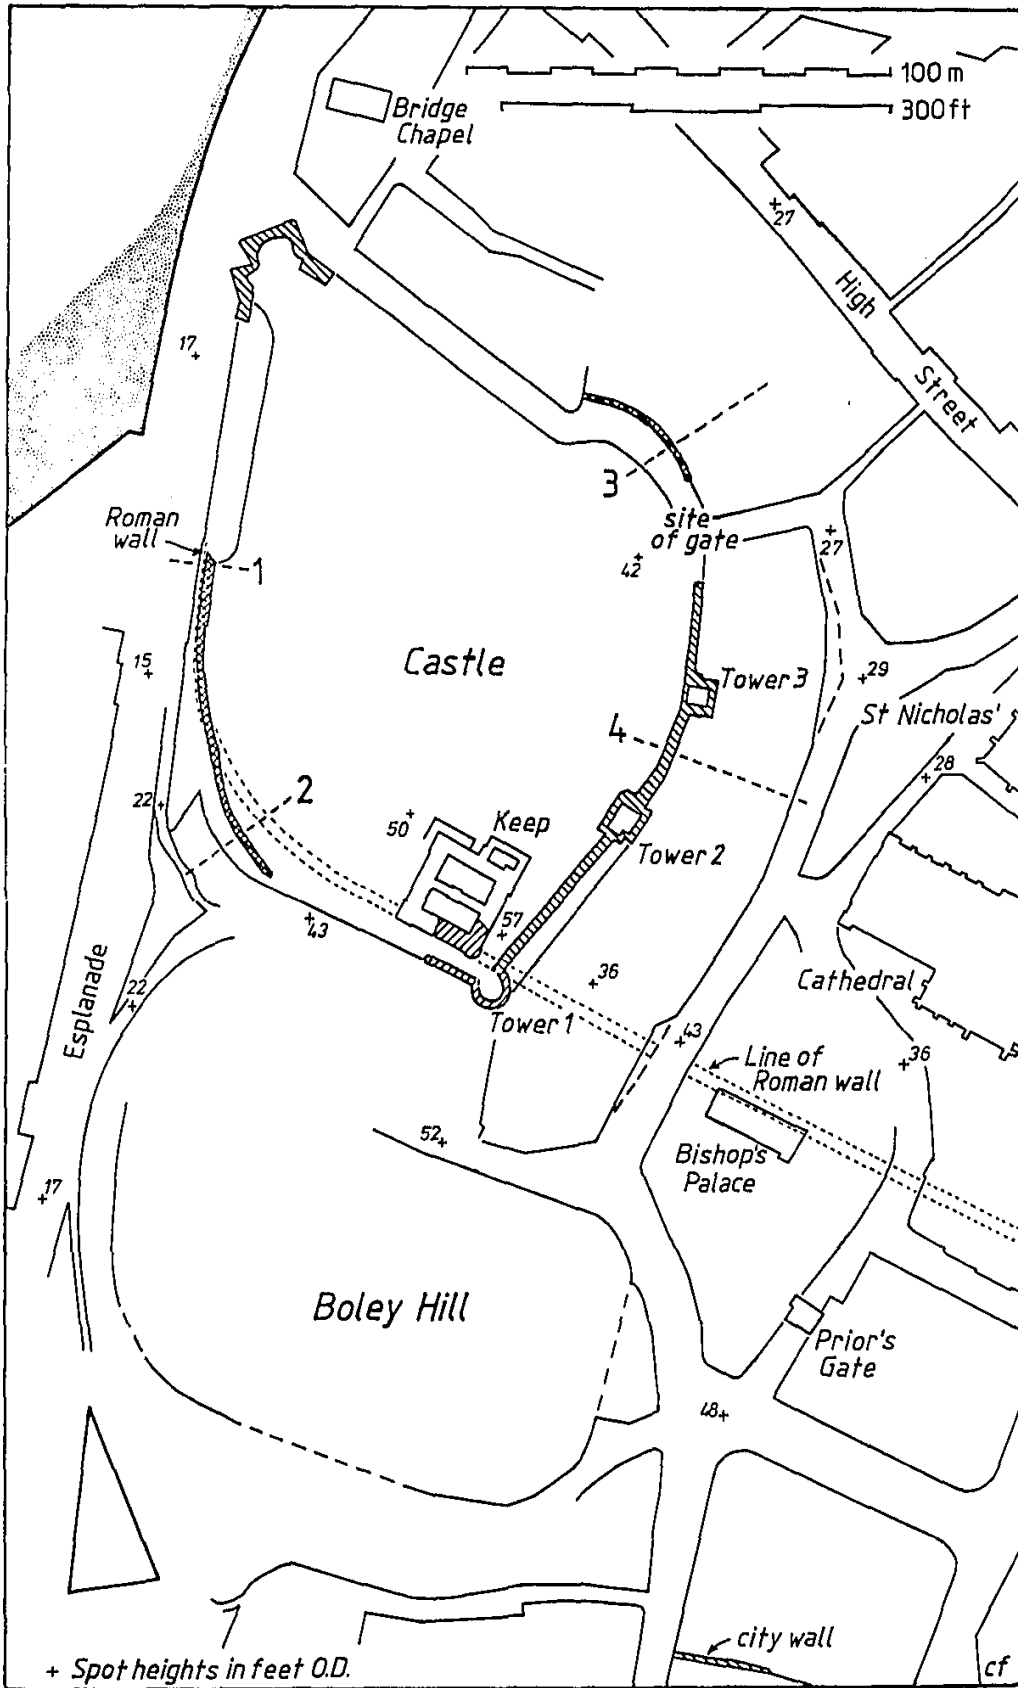 100 m
300 ft
Bridge
Chapel
27
High
Street
17
3
Roman
wall
1
site
of gate
42
27
15
Castle
Tower 3
29
St Nicholas'
4
28
22
2
50
Keep
Tower 2
57
43
36
Cathedral
22
Esplanade
Tower 1
43
Line of
Roman wall
36
52
Bishop's
Palace
17
Boley Hill
Prior's
Gate
48
city wall
+ Spot heights in feet O.D.
cf